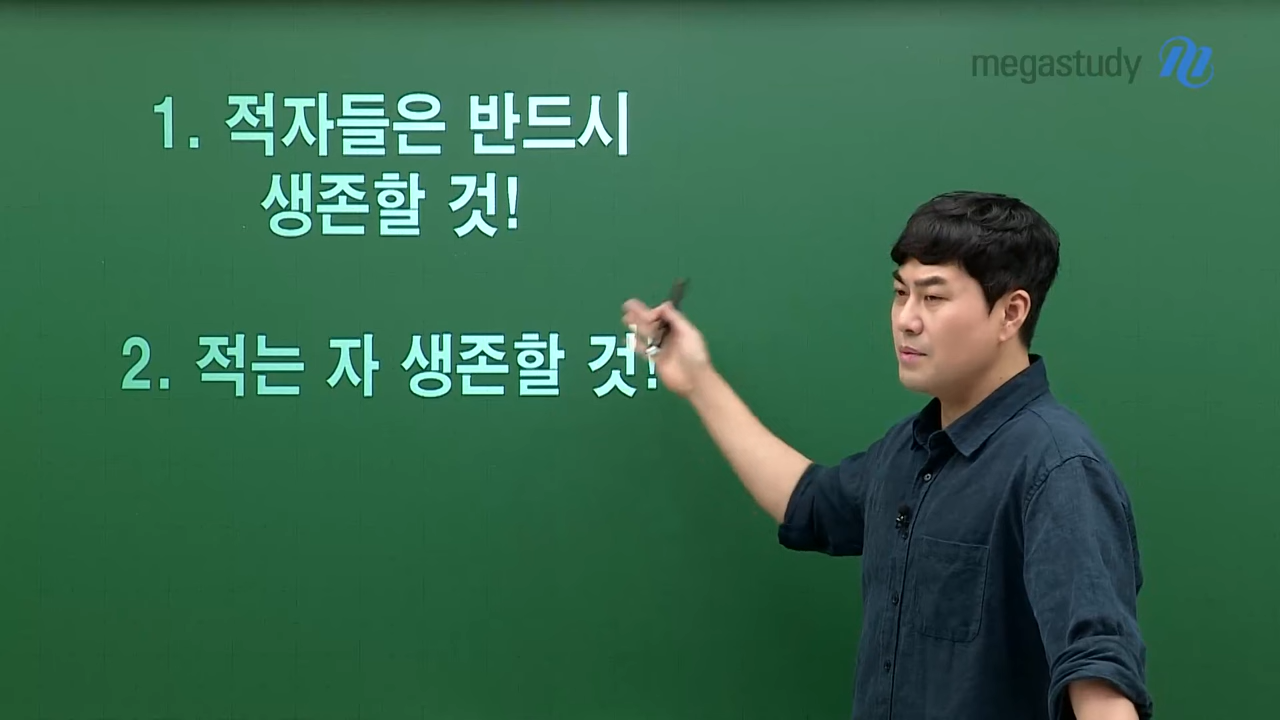 megastudy
1. 적자들은 반드시
생존할 것!
2. 적는 자 생존할 것!